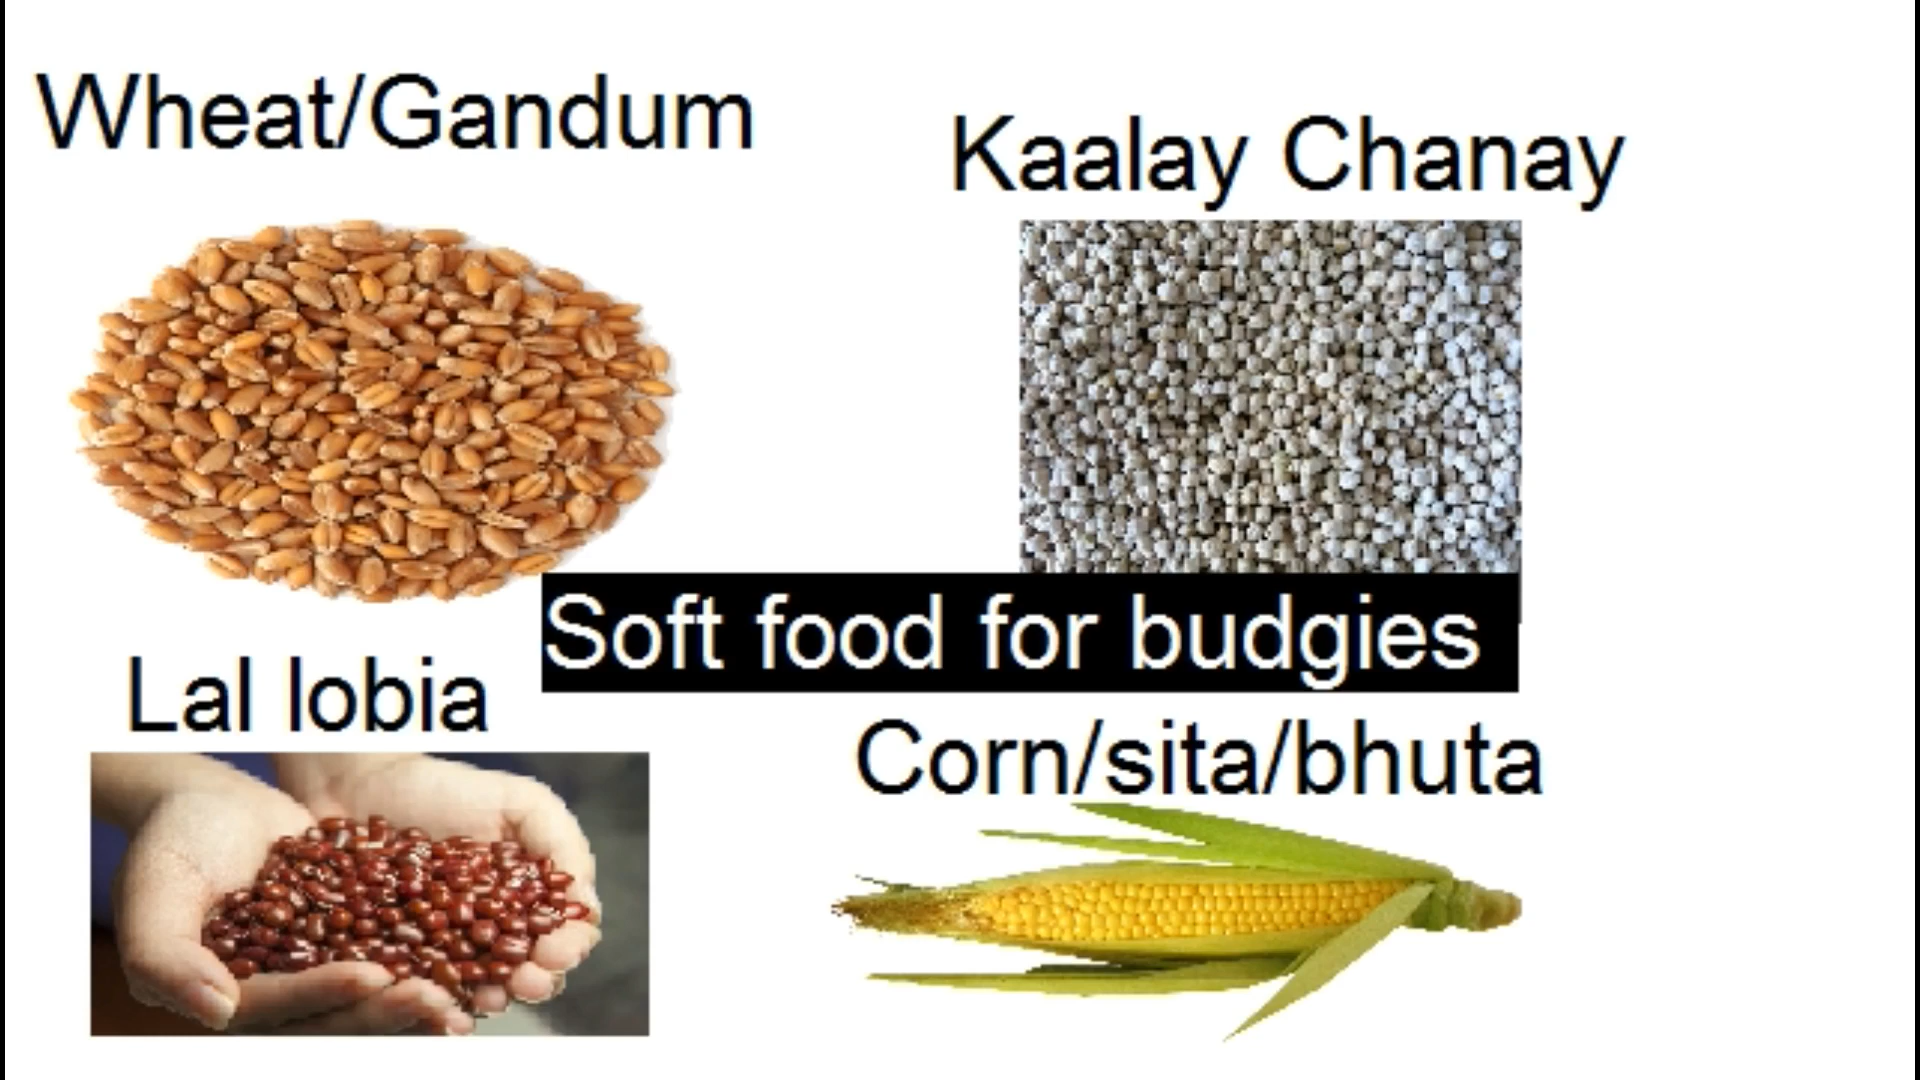 Wheat/Gandum
Kaalay Chanay
Soft food for budgies
Lal lobia
Corn/sita/bhuta